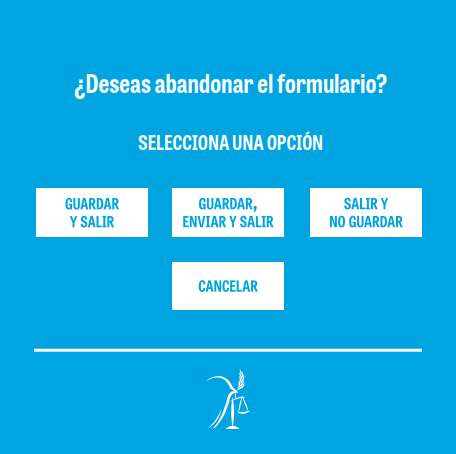 ¿Deseas abandonar el formulario?
SELECCIONA UNA OPCIÓN
GUARDAR
Y SALIR
GUARDAR,
ENVIAR Y SALIR
SALIR Y
NO GUARDAR
CANCELAR